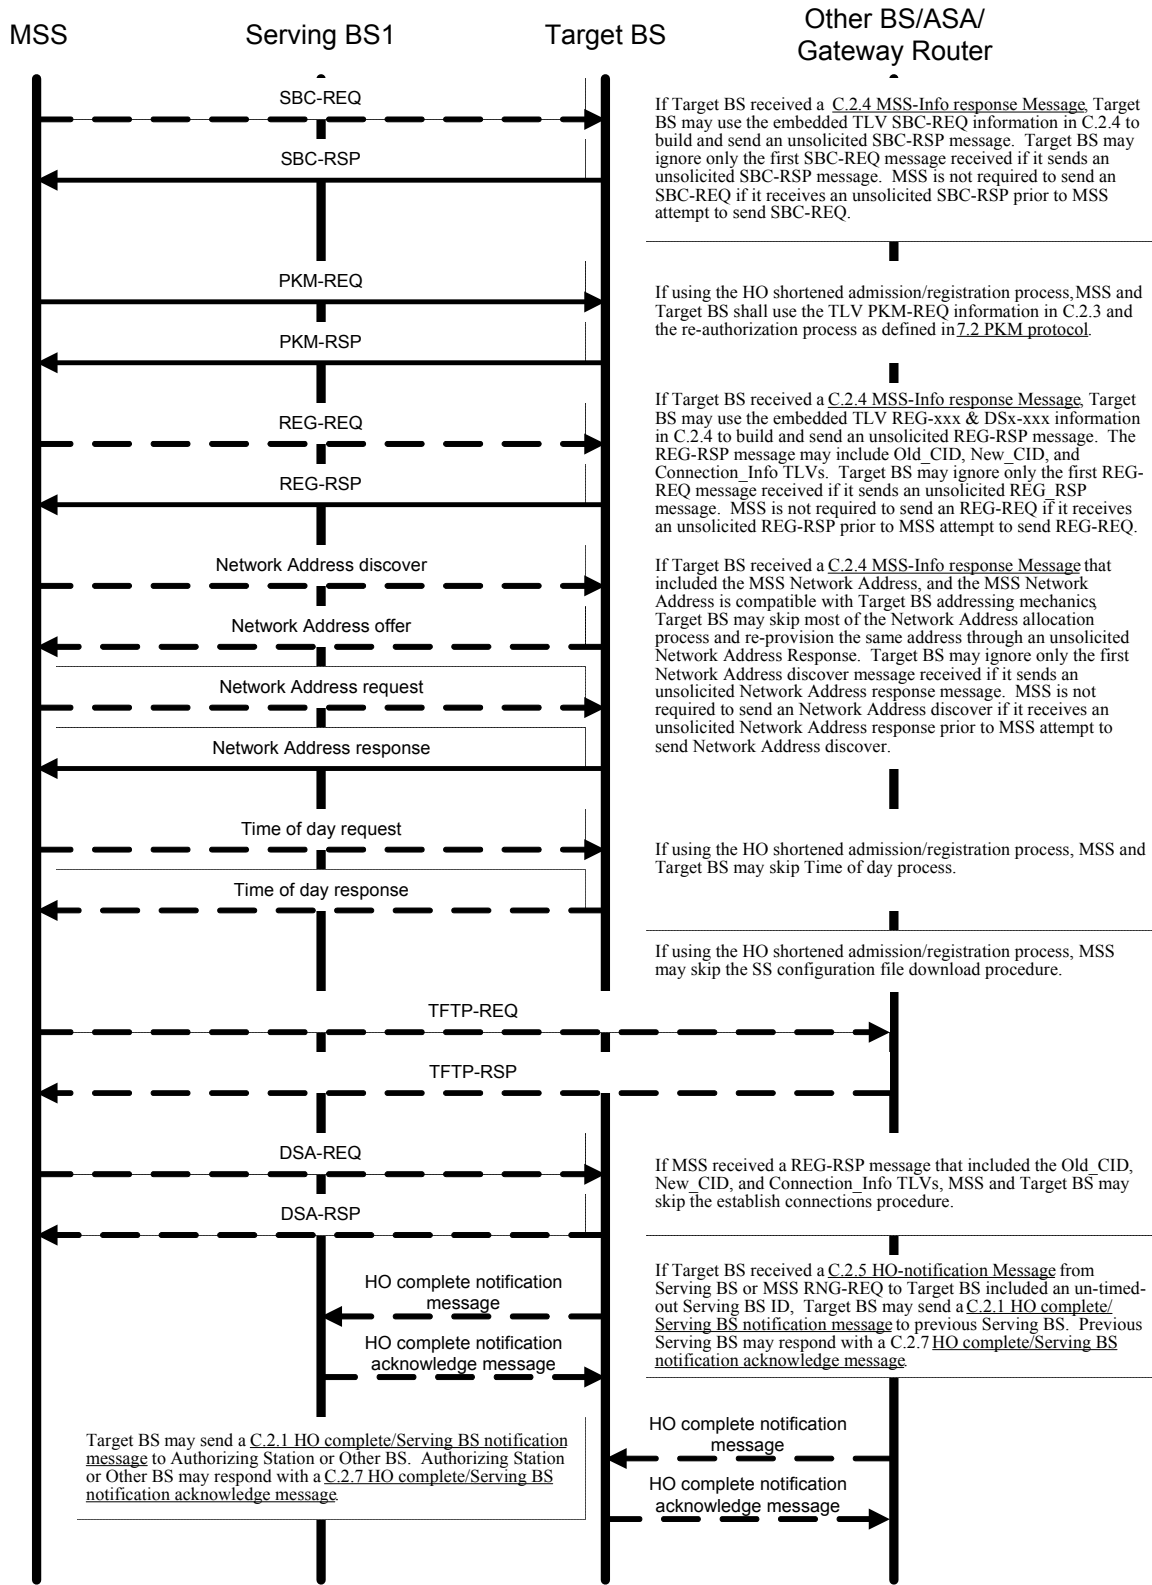 MSS
Serving BS1
Target BS
Other BS/ASA/
Gateway Router
SBC-REQ
SBC-RSP
If Target BS received a C.2.4 MSS-Info response Message, Target
BS may use the embedded TLV SBC-REQ information in C.2.4 to
build and send an unsolicited SBC-RSP message. Target BS may
ignore only the first SBC-REQ message received if it sends an
unsolicited SBC-RSP message. MSS is not required to send an
SBC-REQ if it receives an unsolicited SBC-RSP prior to MSS
attempt to send SBC-REQ.
PKM-REQ
PKM-RSP
If using the HO shortened admission/registration process, MSS and
Target BS shall use the TLV PKM-REQ information in C.2.3 and
the re-authorization process as defined in 7.2 PKM protocol.
REG-REQ
REG-RSP
If Target BS received a C.2.4 MSS-Info response Message, Target
BS may use the embedded TLV REG-xxx & DSx-xxx information
in C.2.4 to build and send an unsolicited REG-RSP message. The
REG-RSP message may include Old_CID, New_CID, and
Connection_Info TLVs. Target BS may ignore only the first REG-
REQ message received if it sends an unsolicited REG_RSP
message. MSS is not required to send an REG-REQ if it receives
an unsolicited REG-RSP prior to MSS attempt to send REG-REQ.
Network Address discover
Network Address offer
Network Address request
Network Address response
If Target BS received a C.2.4 MSS-Info response Message that
included the MSS Network Address, and the MSS Network
Address is compatible with Target BS addressing mechanics,
Target BS may skip most of the Network Address allocation
process and re-provision the same address through an unsolicited
Network Address Response. Target BS may ignore only the first
Network Address discover message received if it sends an
unsolicited Network Address response message. MSS is not
required to send an Network Address discover if it receives an
unsolicited Network Address response prior to MSS attempt to
send Network Address discover.
Time of day request
Time of day response
If using the HO shortened admission/registration process, MSS and
Target BS may skip Time of day process.
If using the HO shortened admission/registration process, MSS
may skip the SS configuration file download procedure.
TFTP-REQ
TFTP-RSP
DSA-REQ
DSA-RSP
If MSS received a REG-RSP message that included the Old_CID,
New_CID, and Connection_Info TLVs, MSS and Target BS may
skip the establish connections procedure.
HO complete notification
message
HO complete notification
acknowledge message
If Target BS received a C.2.5 HO-notification Message from
Serving BS or MSS RNG-REQ to Target BS included an un-timed-
out Serving BS ID, Target BS may send a C.2.1 HO complete/
Serving BS notification message to previous Serving BS. Previous
Serving BS may respond with a C.2.7 HO complete/Serving BS
notification acknowledge message.
Target BS may send a C.2.1 HO complete/Serving BS notification
message to Authorizing Station or Other BS. Authorizing Station
or Other BS may respond with a C.2.7 HO complete/Serving BS
notification acknowledge message.
HO complete notification
message
HO complete notification
acknowledge message